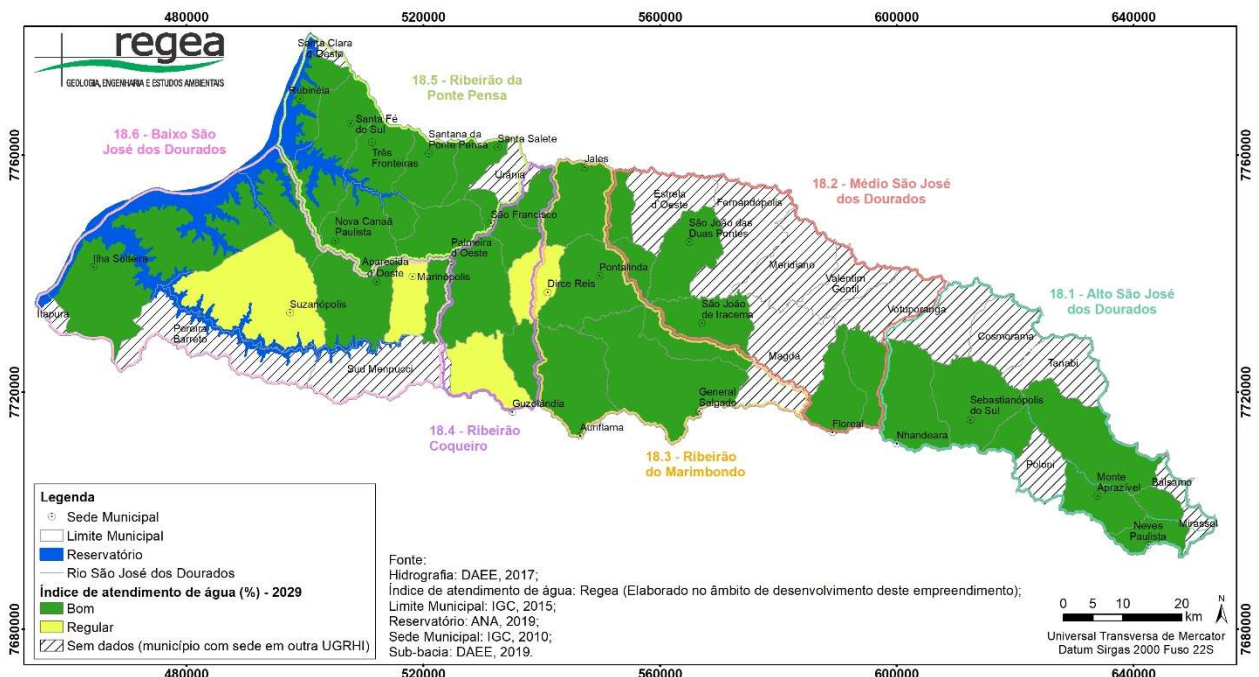 480000 520000 560000 600000 640000
regea
GEOLOGIA, ENGENHARIA E ESTUDOS AMBIENTAIS
Santa Clara
d'Oeste
18.5 - Ribeirão da
Ponte Pensa
Rubinéia
Santa Fé
do Sul
Três
Fronteiras
Santana da
Ponte Pensa
Santa Salete
Urânia
18.6 - Baixo São
José dos Dourados
7760000
7760000
Jales
18.2 - Médio São José
dos Dourados
Estrela
d'Oeste
Fernandópolis
São Francisco
São João das
Duas Pontes
Nova Canaã
Paulista
Palmeira
d'Oeste
Meridiano
Valentim
Gentil
Ilha Solteira
Aparecida
d'Oeste
Marinópolis
Pontalinda
Dirce Reis
Votuporanga
18.1 - Alto São José
dos Dourados
Itapura
Suzanápolis
São João
de Iracema
Pereira
Barreto
Cosmorama
Tanabi
Magda
Sud Mennucci
7720000
7720000
General
Salgado
Guzolândia
Sebastianópolis
do Sul
Auriflama
Floreal
Nhandeara
18.4 - Ribeirão
Coqueiro
18.3 - Ribeirão
do Marimbondo
Poloni
Monte
Aprazível
Bálsamo
Neves
Paulista
Mirassol
Legenda
Sede Municipal
Limite Municipal
Reservatório
Rio São José dos Dourados
Índice de atendimento de água (%) - 2029
Bom
Regular
Sem dados (município com sede em outra UGRHI)
Fonte:
Hidrografia: DAEE, 2017;
Índice de atendimento de água: Regea (Elaborado no âmbito de desenvolvimento deste empreendimento);
Limite Municipal: IGC, 2015;
Reservatório: ANA, 2019;
Sede Municipal: IGC, 2010;
Sub-bacia: DAEE, 2019.
0 5 10 20
km
N
Universal Transversa de Mercator
Datum Sirgas 2000 Fuso 22S
7680000
7680000
480000 520000 560000 600000 640000